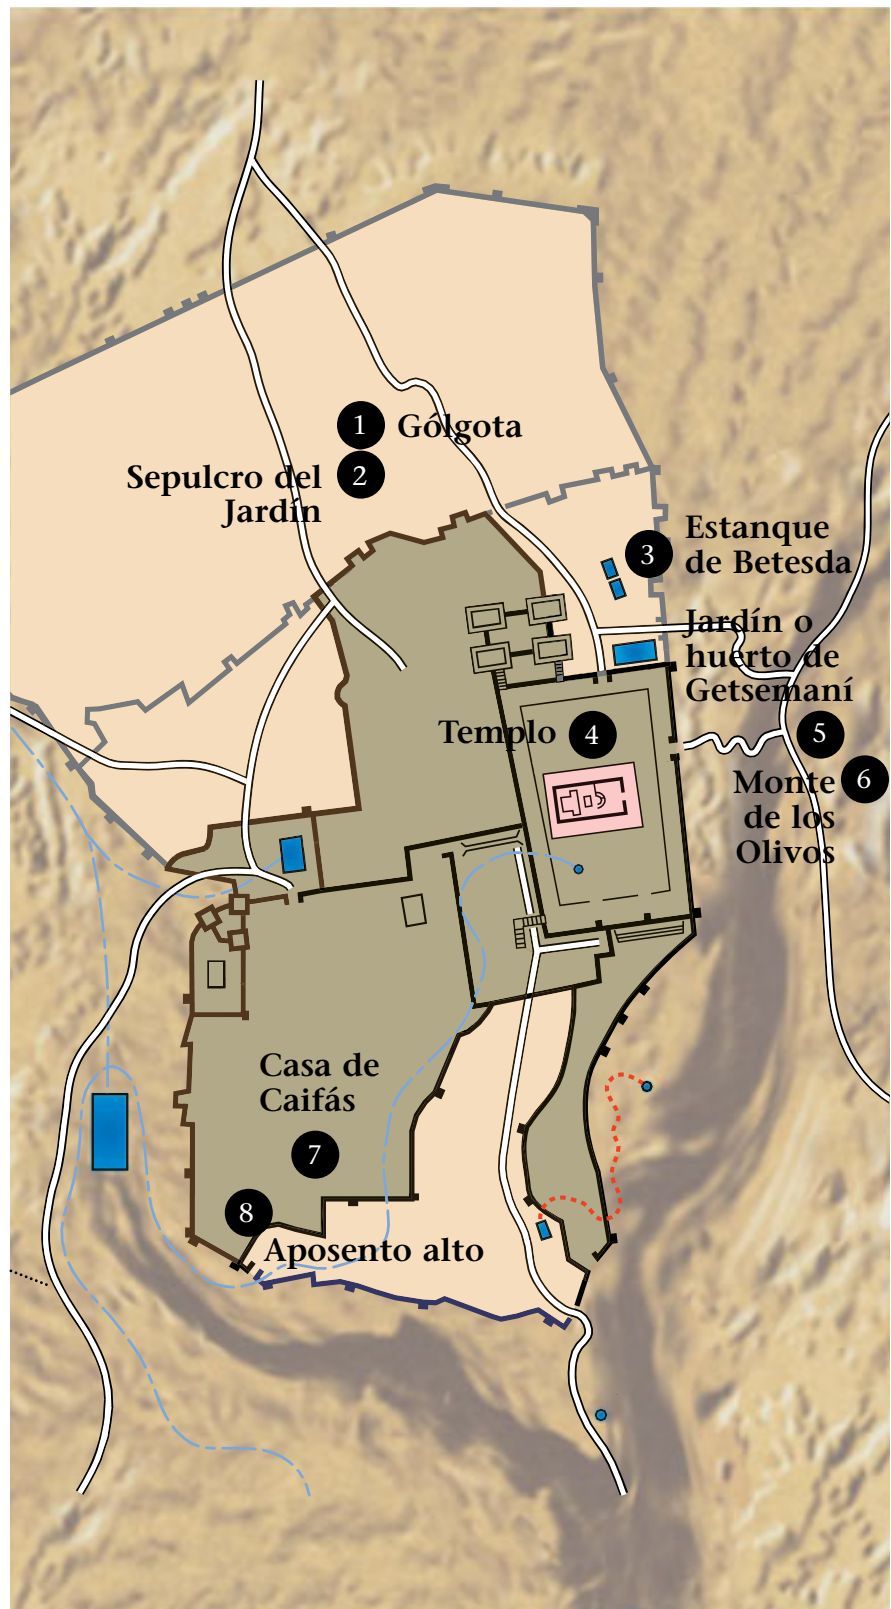 1 Gólgota
Sepulcro del 2
Jardín
3 Estanque
de Betesda
Jardín o
huerto de
Getsemaní
5
Templo 4
Monte 6
de los
Olivos
Casa de
Caifás
7
8
Aposento alto